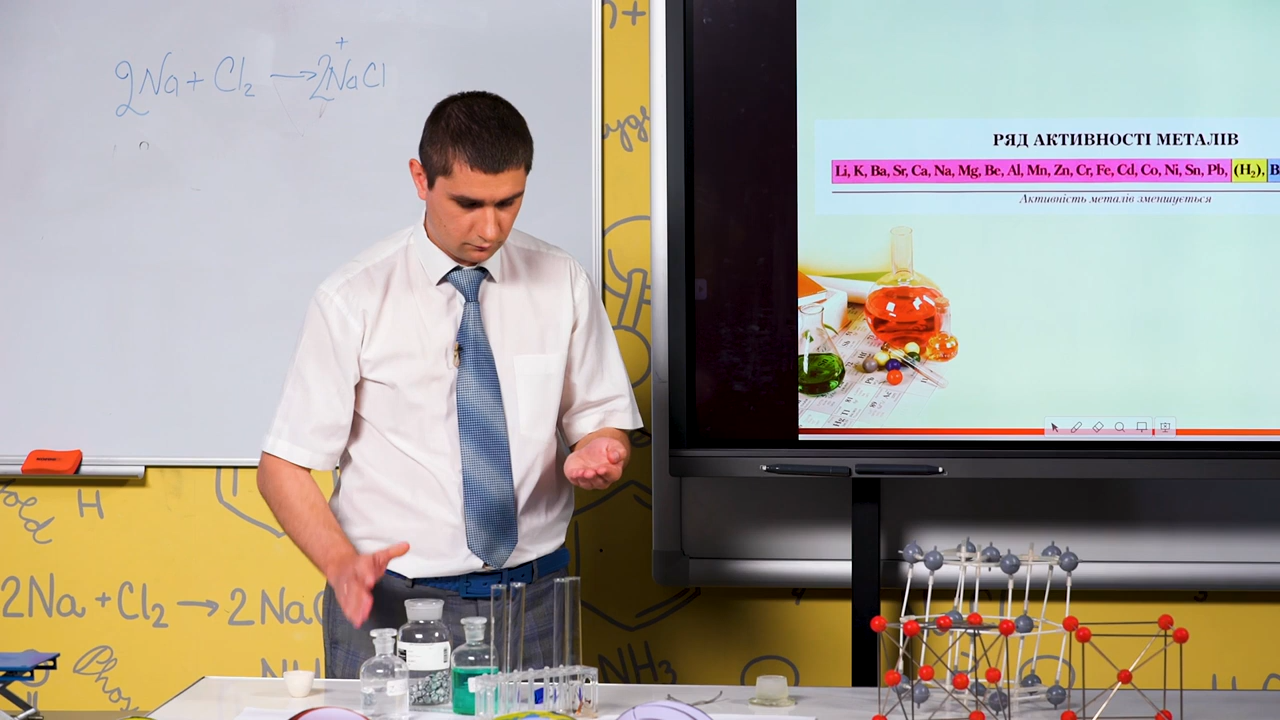 2Na + Cl₂ → 2NaCl
+
РЯД АКТИВНОСТІ МЕТАЛІВ
Li, K, Ba, Sr, Ca, Na, Mg, Be, Al, Mn, Zn, Cr, Fe, Cd, Co, Ni, Sn, Pb, (H₂), B
Активність металів зменшується
H
2Na + Cl₂ → 2NaC
NH₃